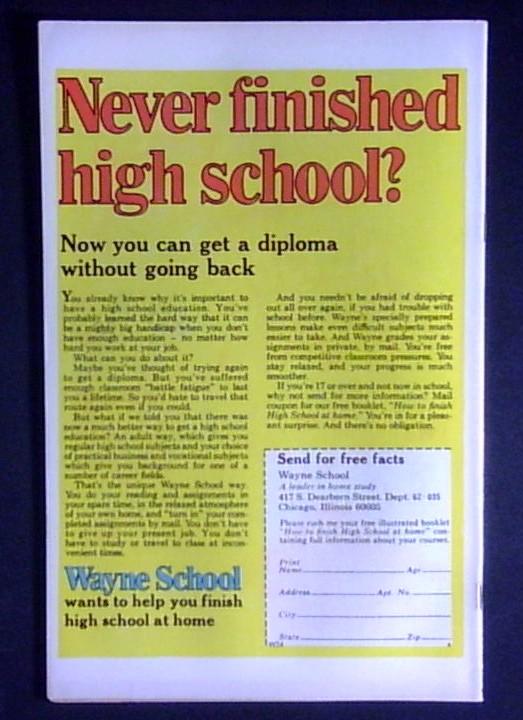 Never finished
high school?
Now you can get a diploma
without going back
You already know why it's important to
have a high school education. You've
probably learned the hard way that it can
be a mighty big handicap when you don't
have enough education – no matter how
hard you work at your job.
What can you do about it?
Maybe you've thought of trying again
to get a diploma. But you've suffered
enough classroom "battle fatigue" to last
you a lifetime. So you'd hate to travel that
route again even if you could.
But what if we told you that there was
now a much better way to get a high school
education? An adult way, which gives you
regular high school subjects and your choice
of practical business and vocational subjects
which give you background for one of a
number of career fields.
That's the unique Wayne School way.
You do your reading and assignments in
your spare time, in the relaxed atmosphere
of your own home, and "turn in" your com-
pleted assignments by mail. You don't have
to give up your present job. You don't
have to study or travel to class at incon-
venient times.
Wayne School
wants to help you finish
high school at home
And you needn't be afraid of dropping
out all over again, if you had trouble with
school before. Wayne's specially prepared
lessons make even difficult subjects much
easier to take. And Wayne grades your as-
signments in private, by mail. You're free
from competitive classroom pressures. You
stay relaxed, and your progress is much
smoother.
If you're 17 or over and not now in school,
why not send for more information? Mail
coupon for our free booklet, "How to finish
High School at home." You're in for a pleas-
ant surprise. And there's no obligation.
Send for free facts
Wayne School
A leader in home study
417 S. Dearborn Street, Dept. 62-035
Chicago, Illinois 60605
Please rush me your free illustrated booklet
"How to finish High School at home" con-
taining full information about your courses.
Print
Name Age
Address Apt. No.
City
State Zip